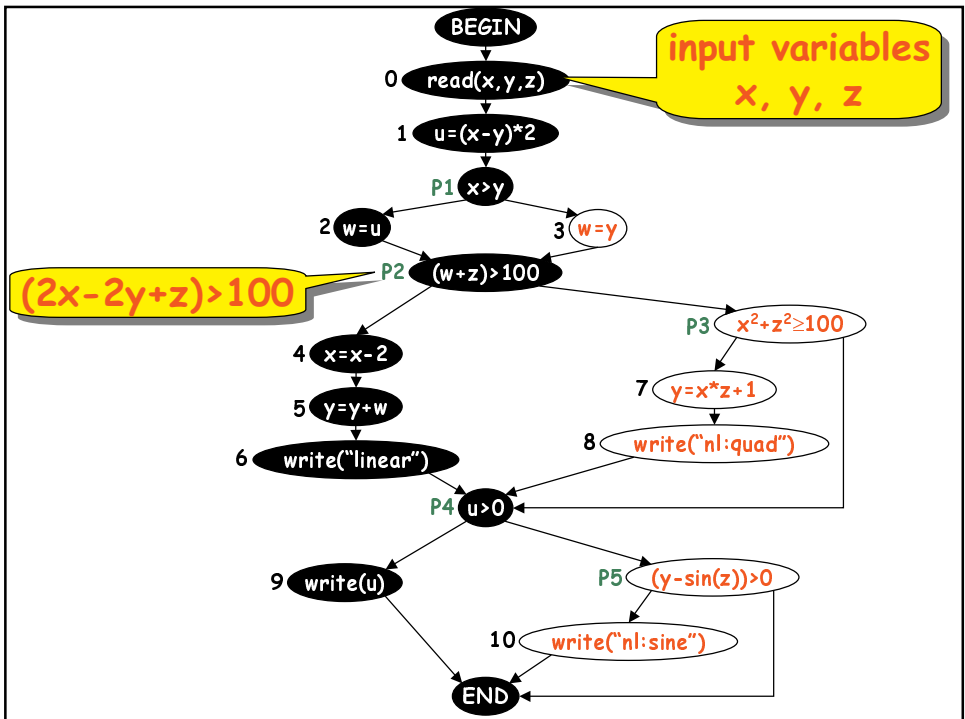 BEGIN
input variables
x, y, z
0 read(x,y,z)
1 u=(x-y)*2
P1 x>y
2 w=u
3 w=y
P2 (w+z)>100
(2x-2y+z)>100
P3 x²+z²≥100
4 x=x-2
7 y=x*z+1
5 y=y+w
8 write("nl:quad")
6 write("linear")
P4 u>0
9 write(u)
P5 (y-sin(z))>0
10 write("nl:sine")
END